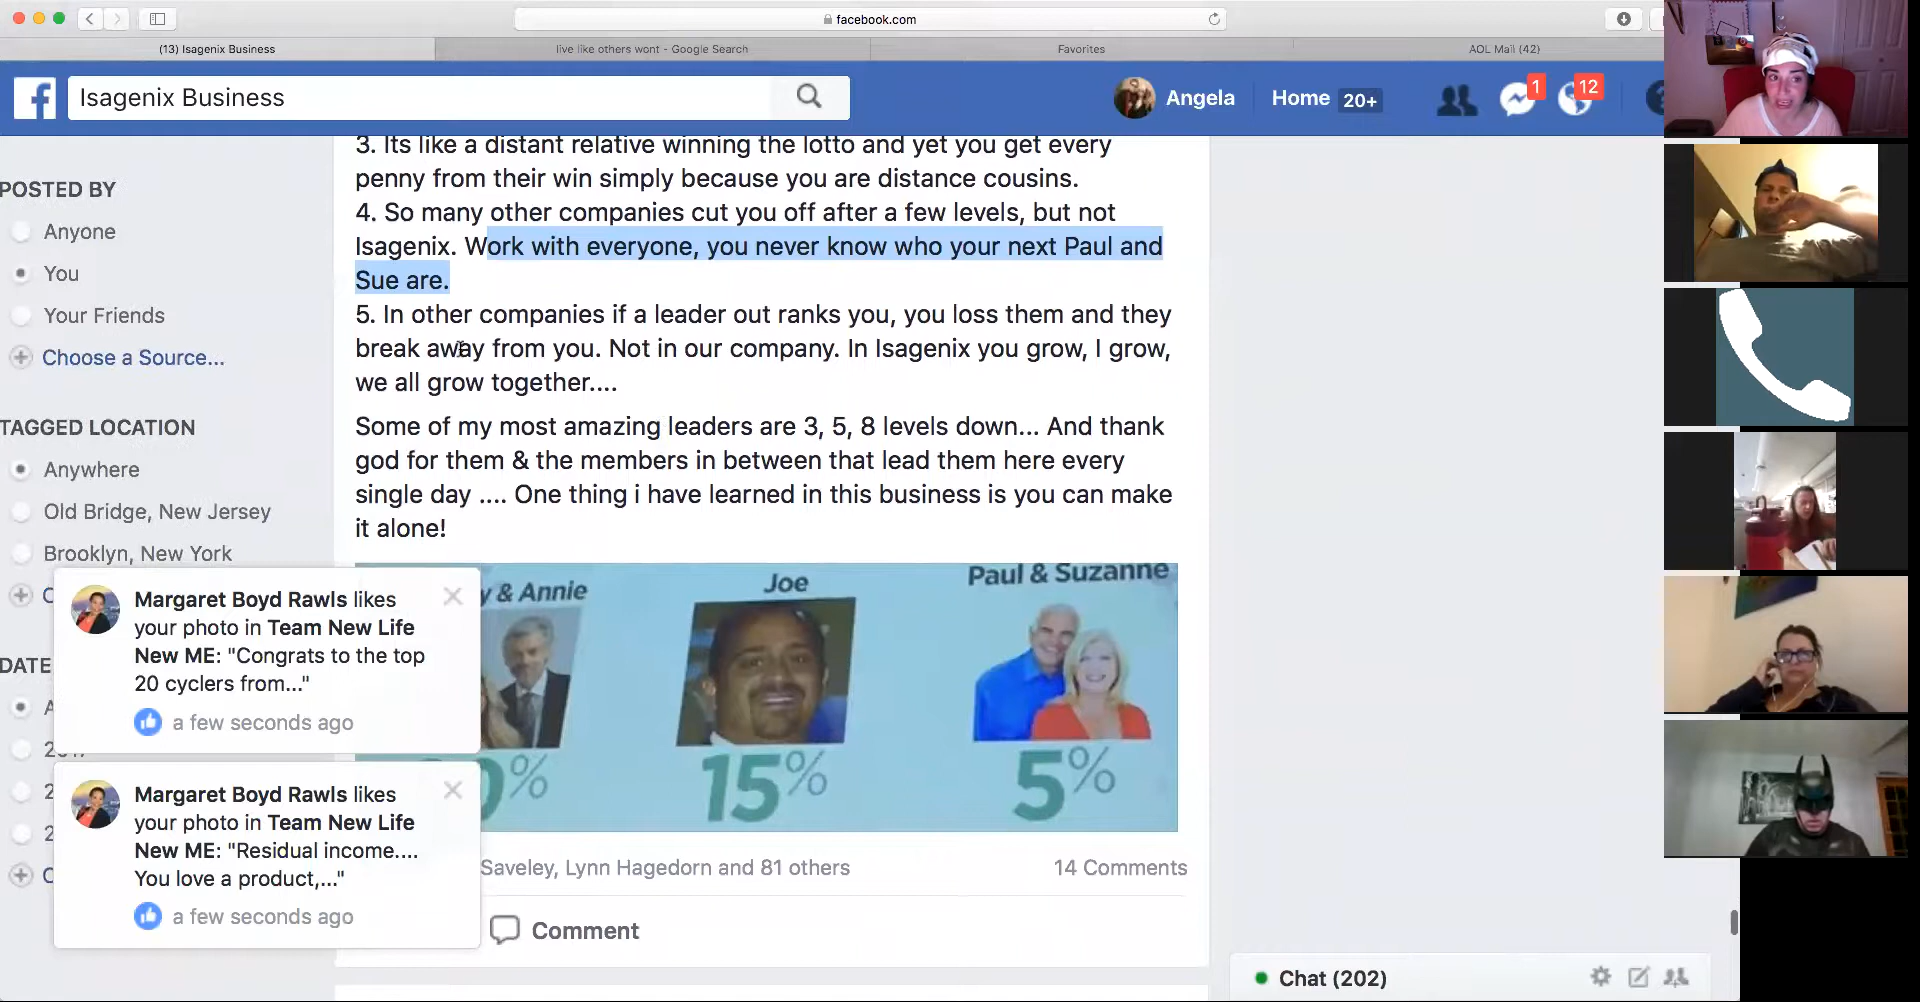 facebook.com
(13) Isagenix Business
live like others wont - Google Search
Favorites
AOL Mail (42)
Isagenix Business
Angela
Home 20+
1
12
POSTED BY
Anyone
You
Your Friends
Choose a Source...
TAGGED LOCATION
Anywhere
Old Bridge, New Jersey
Brooklyn, New York
DATE
3. Its like a distant relative winning the lotto and yet you get every
penny from their win simply because you are distance cousins.
4. So many other companies cut you off after a few levels, but not
Isagenix. Work with everyone, you never know who your next Paul and
Sue are.
5. In other companies if a leader out ranks you, you loss them and they
break away from you. Not in our company. In Isagenix you grow, I grow,
we all grow together....
Some of my most amazing leaders are 3, 5, 8 levels down... And thank
god for them & the members in between that lead them here every
single day .... One thing i have learned in this business is you can make
it alone!
& Annie
Joe
Paul & Suzanne
15%
5%
Saveley, Lynn Hagedorn and 81 others
14 Comments
Comment
Margaret Boyd Rawls likes
your photo in Team New Life
New ME: "Congrats to the top
20 cyclers from..."
a few seconds ago
Margaret Boyd Rawls likes
your photo in Team New Life
New ME: "Residual income....
You love a product,..."
a few seconds ago
Chat (202)